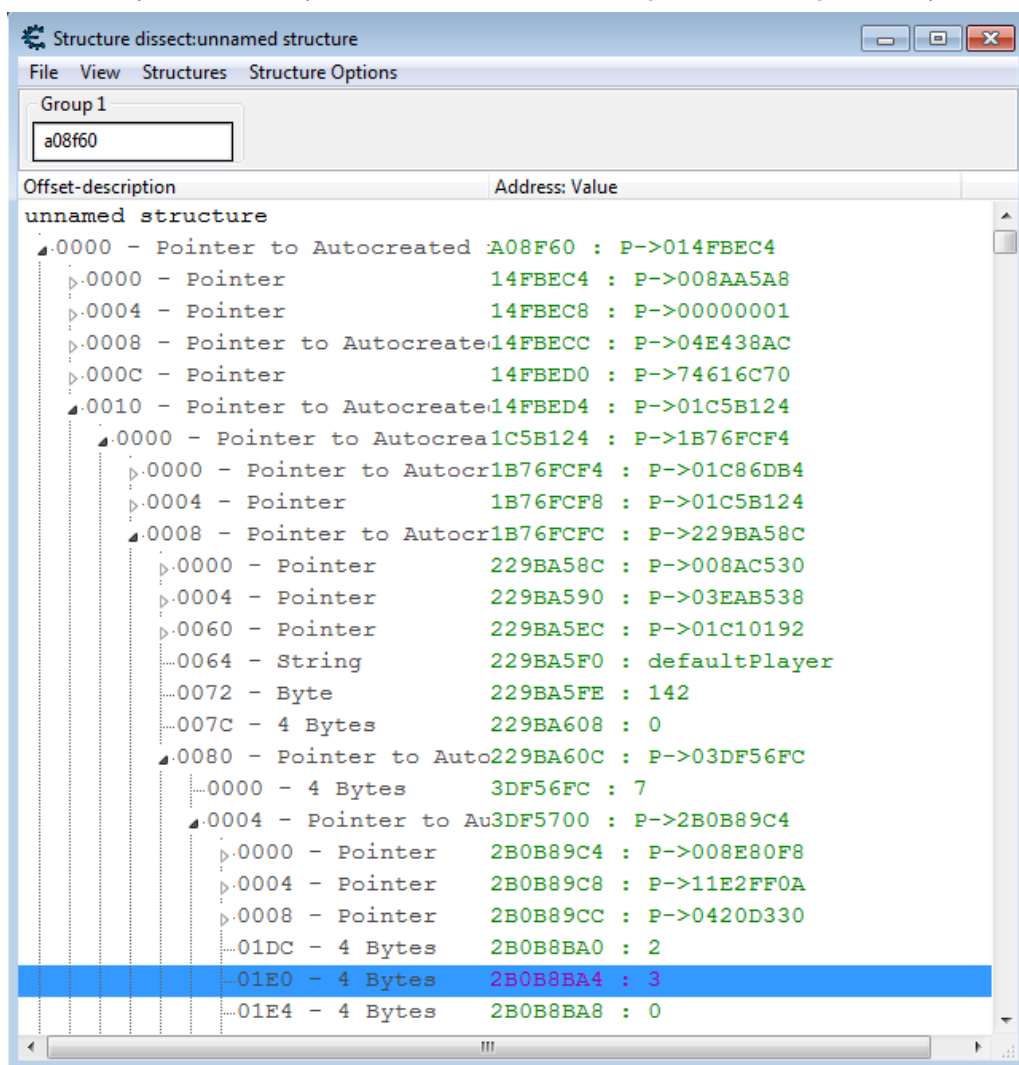 Structure dissect:unnamed structure
File View Structures Structure Options
Group 1
a08f60
Offset-description Address: Value
unnamed structure
0000 - Pointer to Autocreated :A08F60 : P->014FBEC4
0000 - Pointer 14FBEC4 : P->008AA5A8
0004 - Pointer 14FBEC8 : P->00000001
0008 - Pointer to Autocreate 14FBECC : P->04E438AC
000C - Pointer 14FBED0 : P->74616C70
0010 - Pointer to Autocreate 14FBED4 : P->01C5B124
0000 - Pointer to Autocrea 1C5B124 : P->1B76FCF4
0000 - Pointer to Autocr 1B76FCF4 : P->01C86DB4
0004 - Pointer 1B76FCF8 : P->01C5B124
0008 - Pointer to Autocr 1B76FCFC : P->229BA58C
0000 - Pointer 229BA58C : P->008AC530
0004 - Pointer 229BA590 : P->03EAB538
0060 - Pointer 229BA5EC : P->01C10192
0064 - String 229BA5F0 : defaultPlayer
0072 - Byte 229BA5FE : 142
007C - 4 Bytes 229BA608 : 0
0080 - Pointer to Auto 229BA60C : P->03DF56FC
0000 - 4 Bytes 3DF56FC : 7
0004 - Pointer to Au 3DF5700 : P->2B0B89C4
0000 - Pointer 2B0B89C4 : P->008E80F8
0004 - Pointer 2B0B89C8 : P->11E2FF0A
0008 - Pointer 2B0B89CC : P->0420D330
01DC - 4 Bytes 2B0B8BA0 : 2
01E0 - 4 Bytes 2B0B8BA4 : 3
01E4 - 4 Bytes 2B0B8BA8 : 0